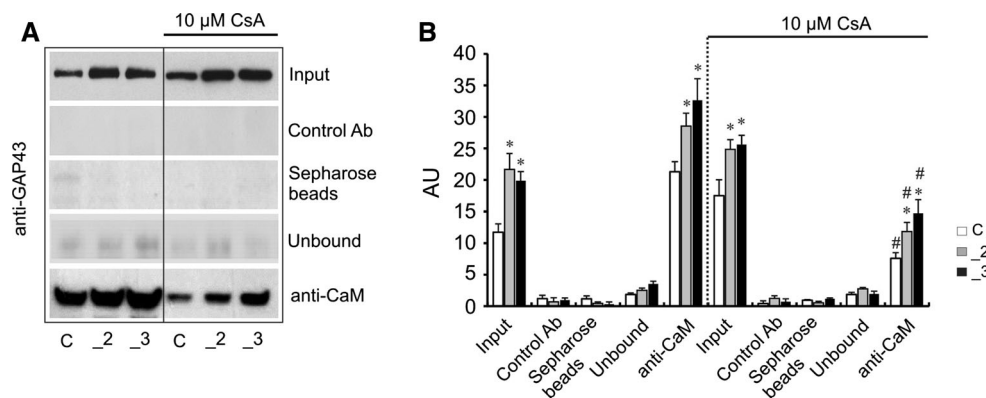 A
10 µM CsA
anti-GAP43
Input
Control Ab
Sepharose
beads
Unbound
anti-CaM
C _2 _3 C _2 _3
B
10 µM CsA
AU
40
35
30
25
20
15
10
5
0
* * * * * * # # * # *
Input
Control Ab
Sepharose
beads
Unbound
anti-CaM
Input
Control Ab
Sepharose
beads
Unbound
anti-CaM
C
_2
_3